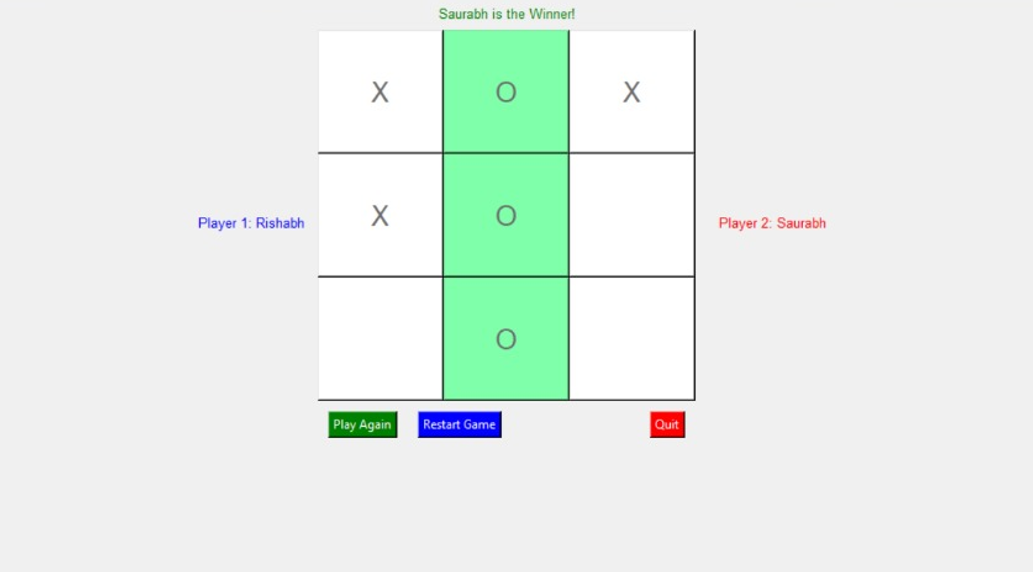 Saurabh is the Winner!
X O X
Player 1: Rishabh
X O
Player 2: Saurabh
O
Play Again Restart Game Quit